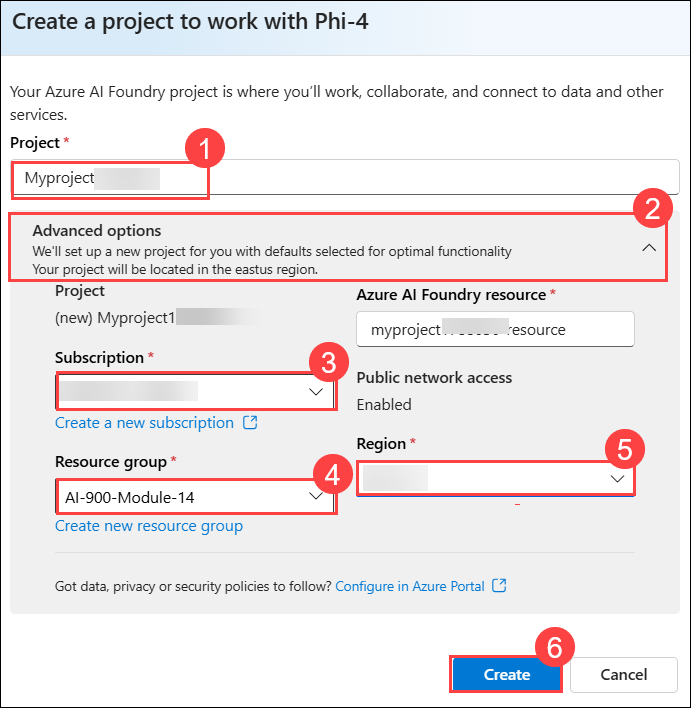 Create a project to work with Phi-4
Your Azure AI Foundry project is where you'll work, collaborate, and connect to data and other
services.
Project *
1
Myproject
2
Advanced options
We'll set up a new project for you with defaults selected for optimal functionality
Your project will be located in the eastus region.
Project
(new) Myproject1
Azure AI Foundry resource *
myproject resource
Subscription *
3
Create a new subscription
Public network access
Enabled
Resource group *
4
AI-900-Module-14
Create new resource group
Region *
5
Got data, privacy or security policies to follow? Configure in Azure Portal
6
Create
Cancel